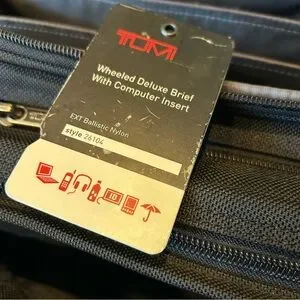 TUMI
Wheeled Deluxe Brief
With Computer Insert
EXT Ballistic Nylon
style 26104